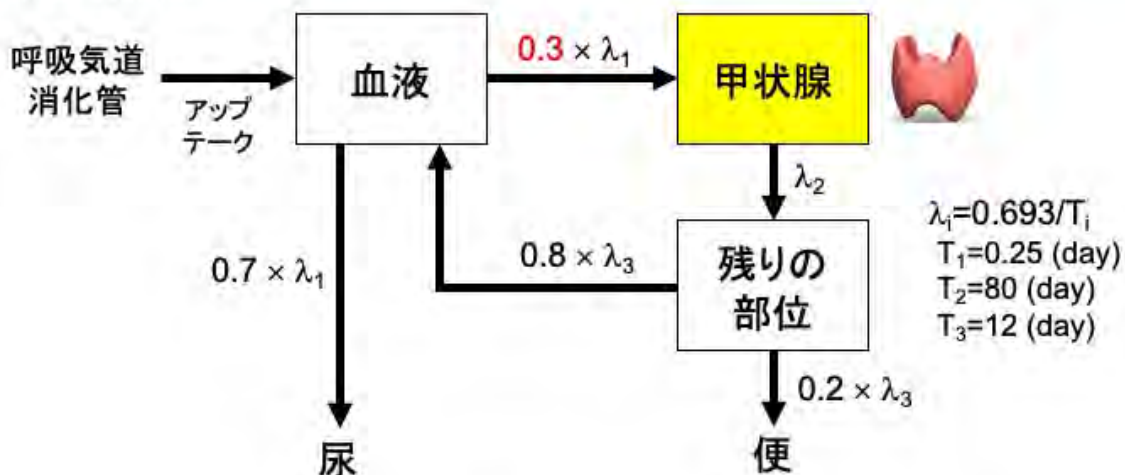 呼吸気道
消化管
アップ
テーク
血液
0.3 × λ₁
甲状腺
λ₂
0.7 × λ₁
0.8 × λ₃
残りの
部位
λᵢ=0.693/Tᵢ
T₁=0.25 (day)
T₂=80 (day)
T₃=12 (day)
0.2 × λ₃
尿
便